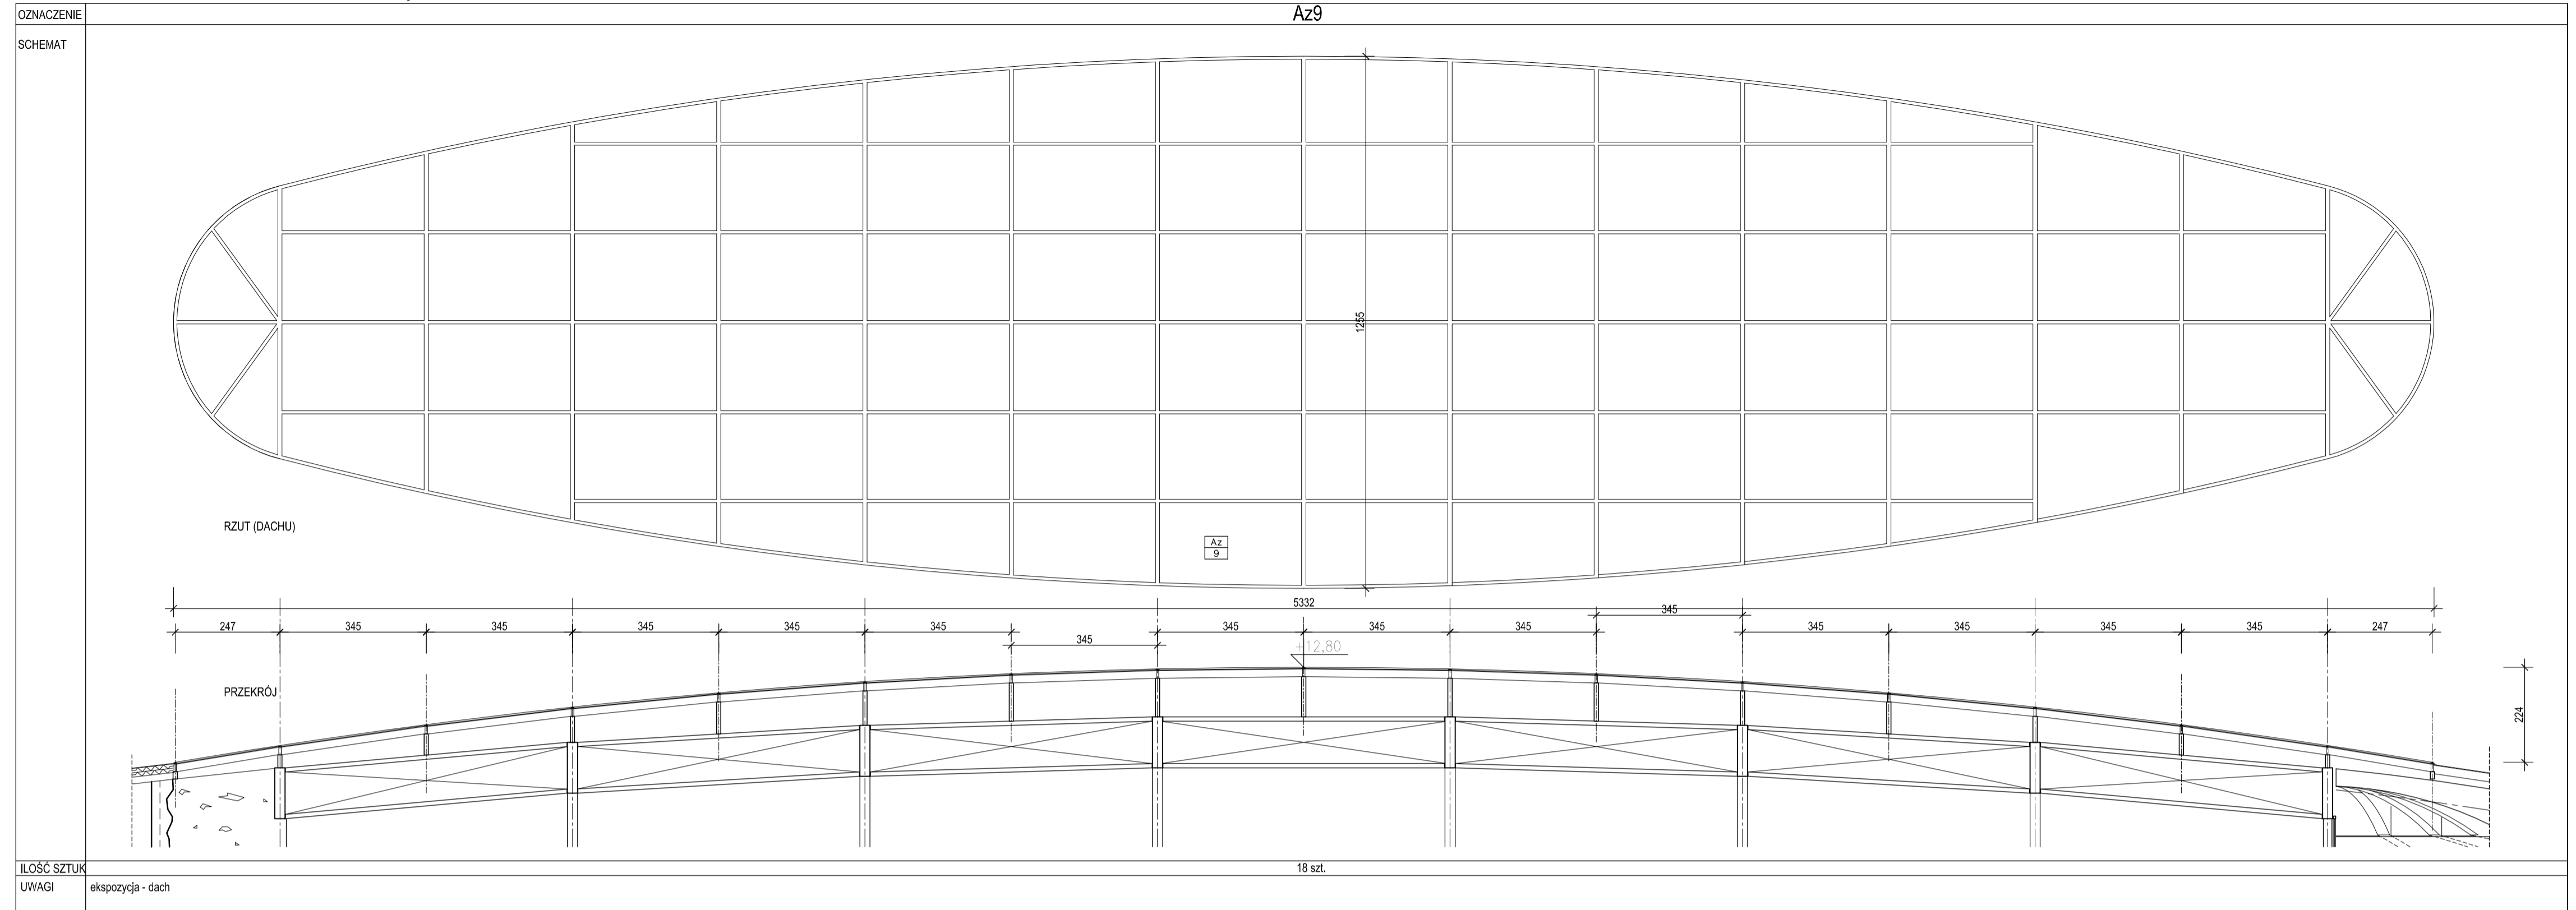 OZNACZENIE
Az9
SCHEMAT
1255
RZUT (DACHU)
Az
9
5332
345
247 345 345 345 345 345 345 345 345 345 345 345 345 247
345
+12,80
PRZEKRÓJ
224
ILOŚĆ SZTUK
18 szt.
UWAGI
ekspozycja - dach